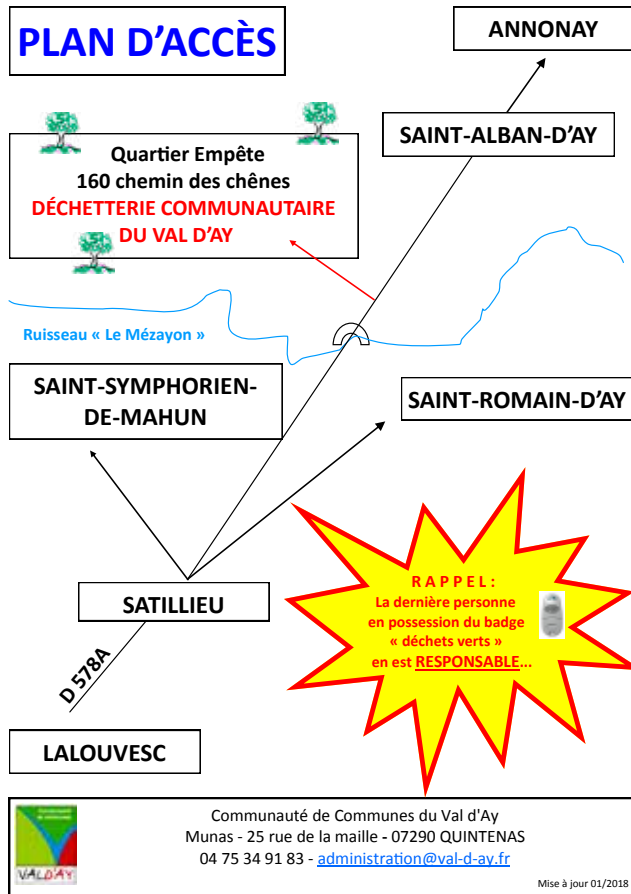 PLAN D'ACCÈS
ANNONAY
SAINT-ALBAN-D'AY
Quartier Empête
160 chemin des chênes
DÉCHETTERIE COMMUNAUTAIRE
DU VAL D'AY
Ruisseau « Le Mézayon »
SAINT-SYMPHORIEN-
DE-MAHUN
SAINT-ROMAIN-D'AY
SATILLIEU
R A P P E L :
La dernière personne
en possession du badge
« déchets verts »
en est RESPONSABLE...
D 578A
LALOUVESC
VAL D'AY
Communauté de Communes du Val d'Ay
Munas - 25 rue de la maille - 07290 QUINTENAS
04 75 34 91 83 - administration@val-d-ay.fr
Mise à jour 01/2018